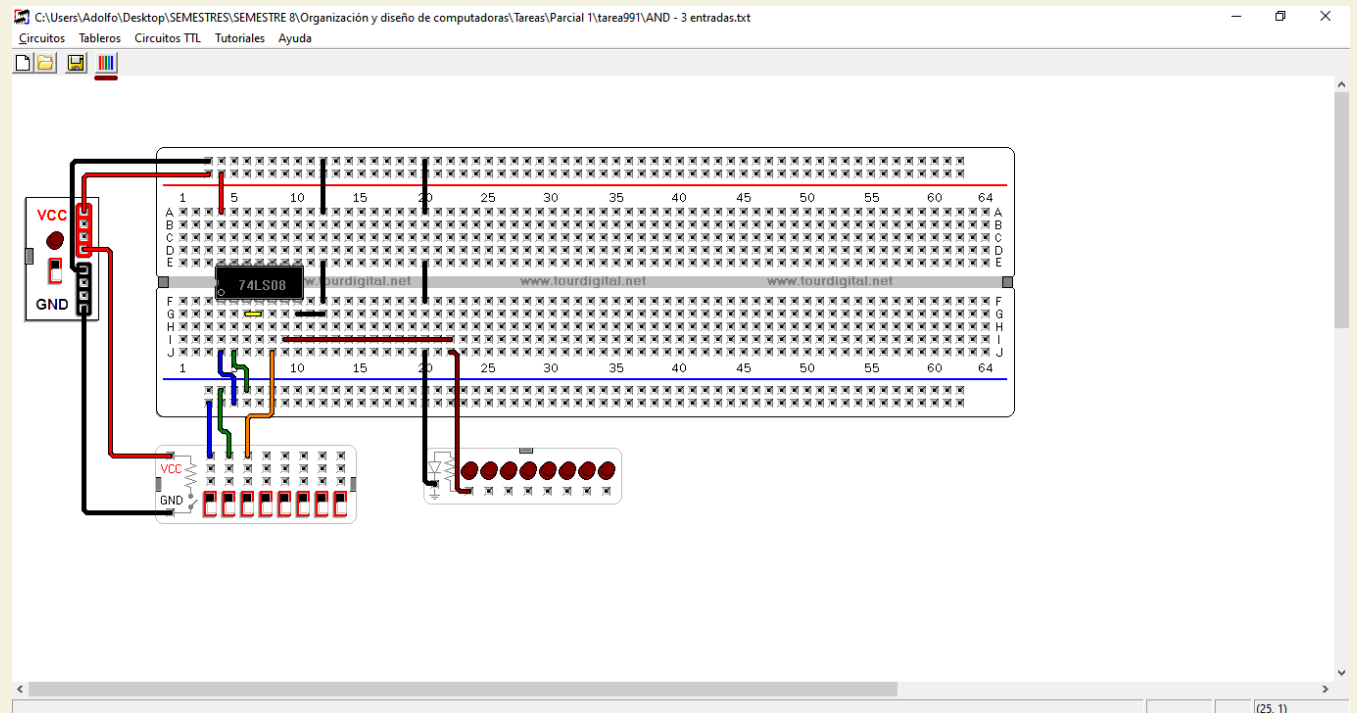 C:\Users\Adolfo\Desktop\SEMESTRES\SEMESTRE 8\Organización y diseño de computadoras\Tareas\Parcial 1\tarea991\AND - 3 entradas.txt
Circuitos Tableros Circuitos TTL Tutoriales Ayuda
1 5 10 15 20 25 30 35 40 45 50 55 60 64
A A
B B
C C
D D
E E
VCC
GND
74LS08
w.tourdigital.net www.tourdigital.net www.tourdigital.net
F F
G G
H H
I I
J J
1 10 15 20 25 30 35 40 45 50 55 60 64
VCC
GND
(25, 1)